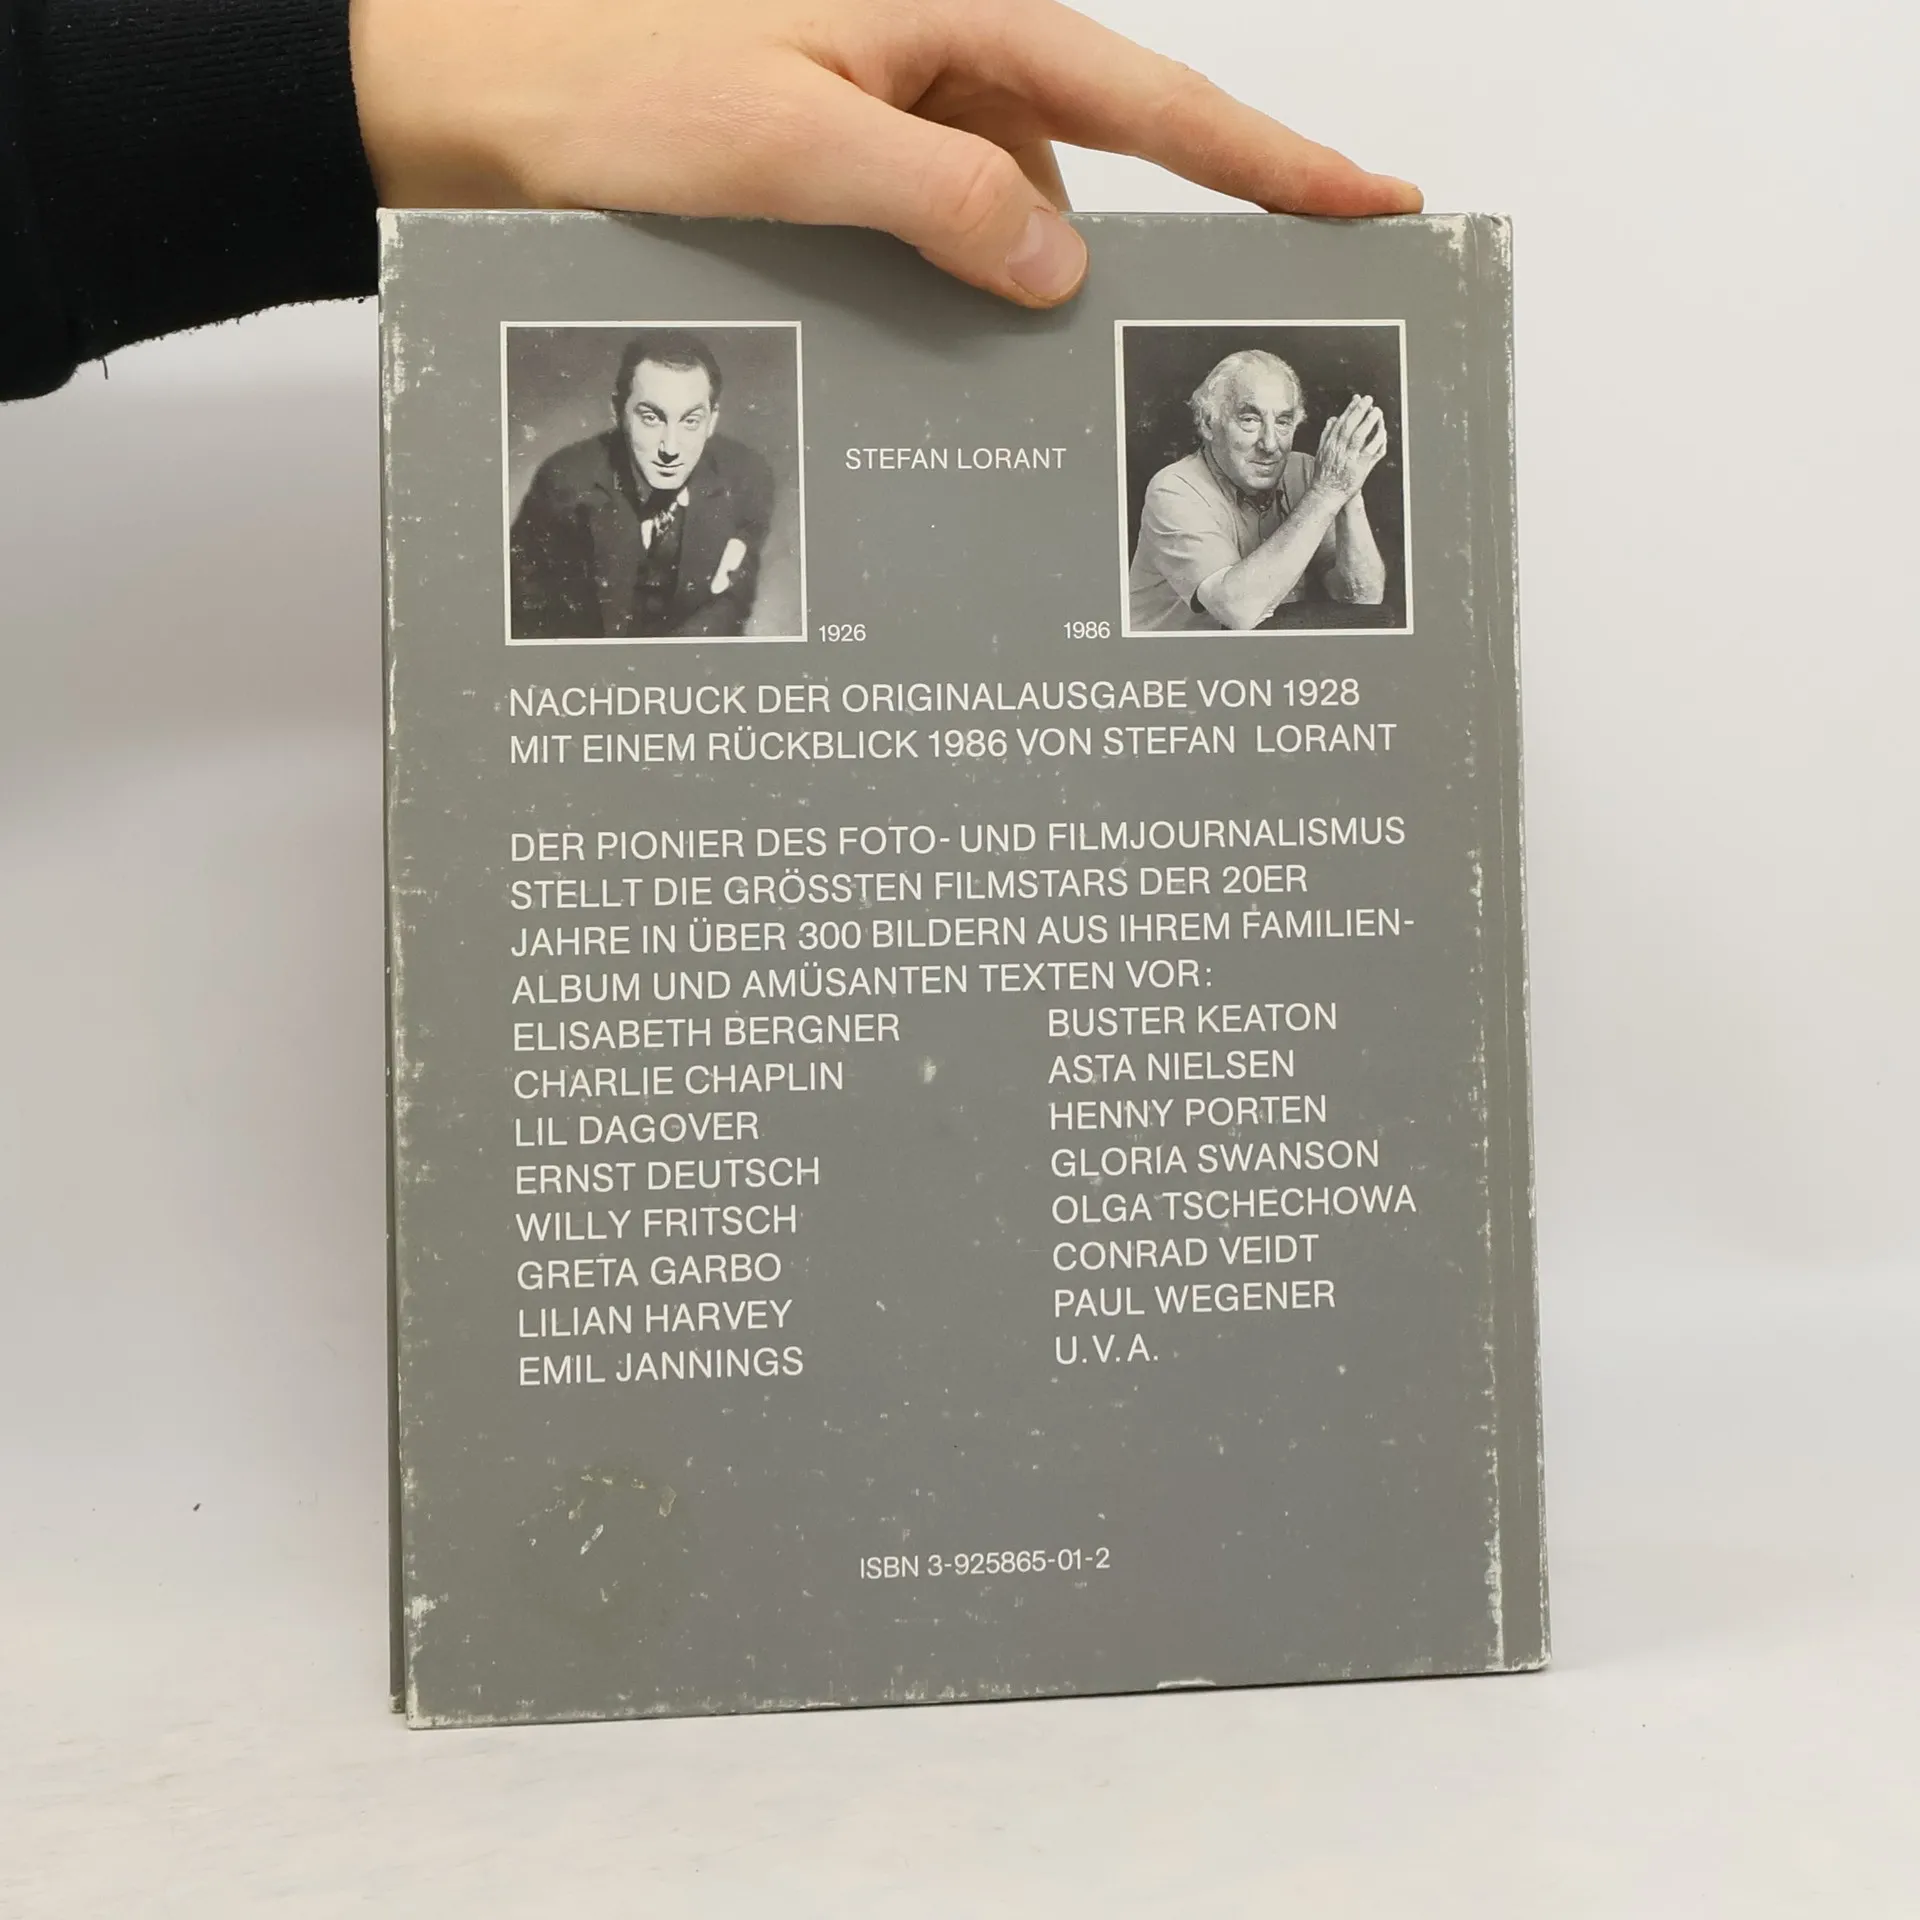 STEFAN LORANT
1926
1986
NACHDRUCK DER ORIGINALAUSGABE VON 1928
MIT EINEM RÜCKBLICK 1986 VON STEFAN LORANT
DER PIONIER DES FOTO- UND FILMJOURNALISMUS
STELLT DIE GRÖSSTEN FILMSTARS DER 20ER
JAHRE IN ÜBER 300 BILDERN AUS IHREM FAMILIEN-
ALBUM UND AMÜSANTEN TEXTEN VOR:
ELISABETH BERGNER
CHARLIE CHAPLIN
LIL DAGOVER
ERNST DEUTSCH
WILLY FRITSCH
GRETA GARBO
LILIAN HARVEY
EMIL JANNINGS
BUSTER KEATON
ASTA NIELSEN
HENNY PORTEN
GLORIA SWANSON
OLGA TSCHECHOWA
CONRAD VEIDT
PAUL WEGENER
U.V.A.
ISBN 3-925865-01-2